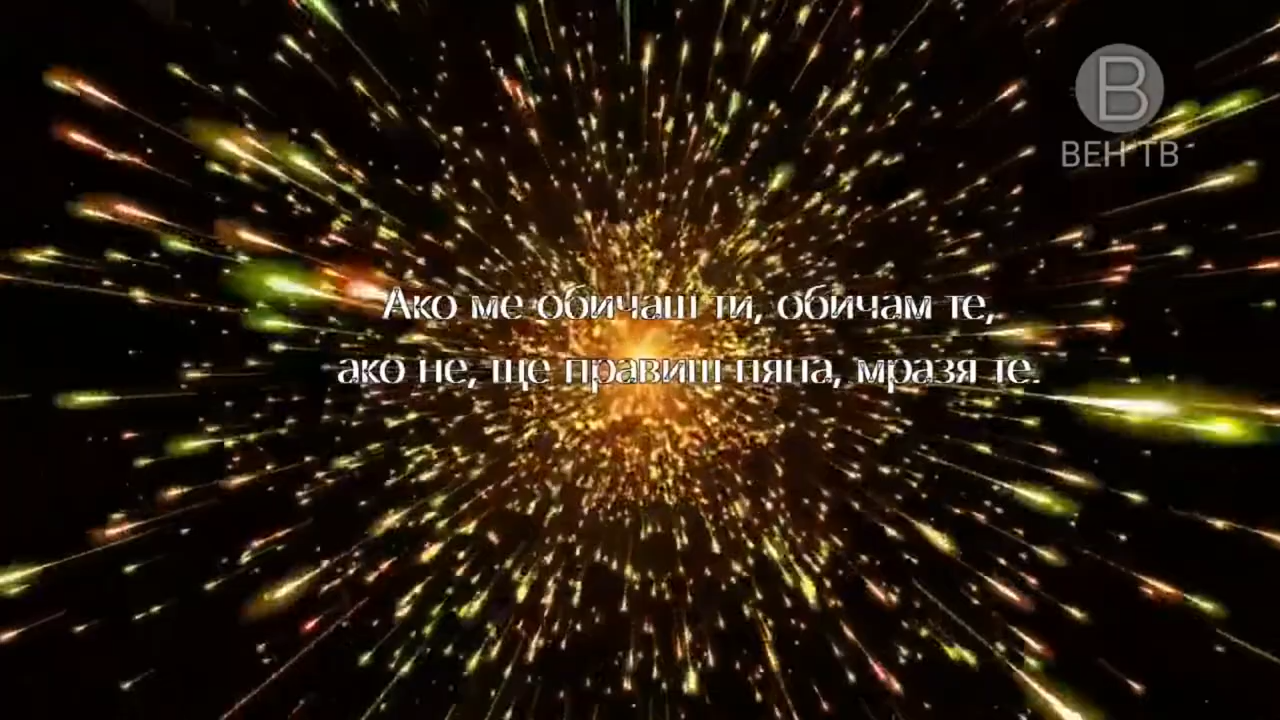 В
ВЕН ТВ
Ако ме обичаш ти, обичам те,
ако не, ще правиш пяна, мразя те.